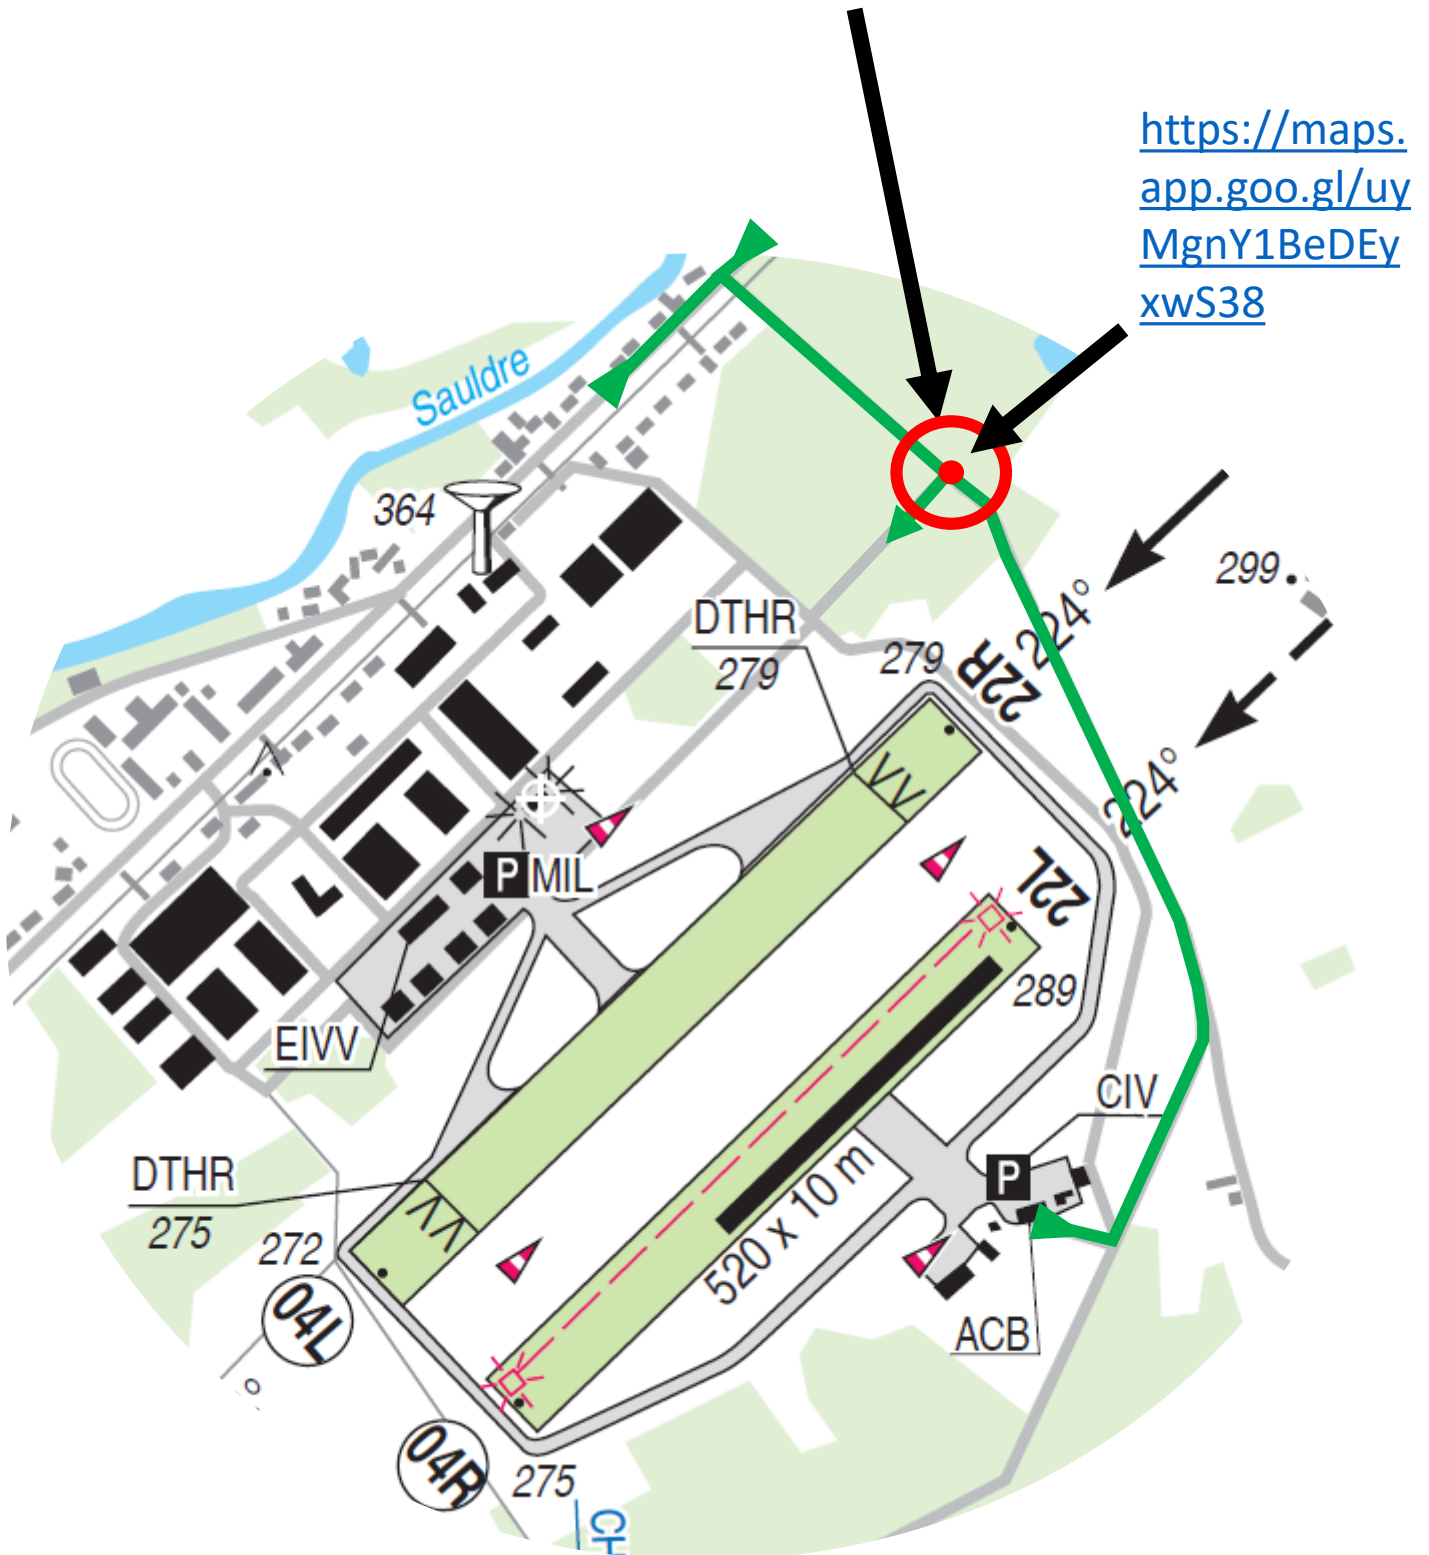 https://maps.
app.goo.gl/uy
MgnY1BeDEy
xwS38
Sauldre
364
299
224°
DTHR
279
279
22R
224°
P MIL
22L
289
EIVV
CIV
P
DTHR
275
272
520 x 10 m
04L
ACB
°
04R
275
CH